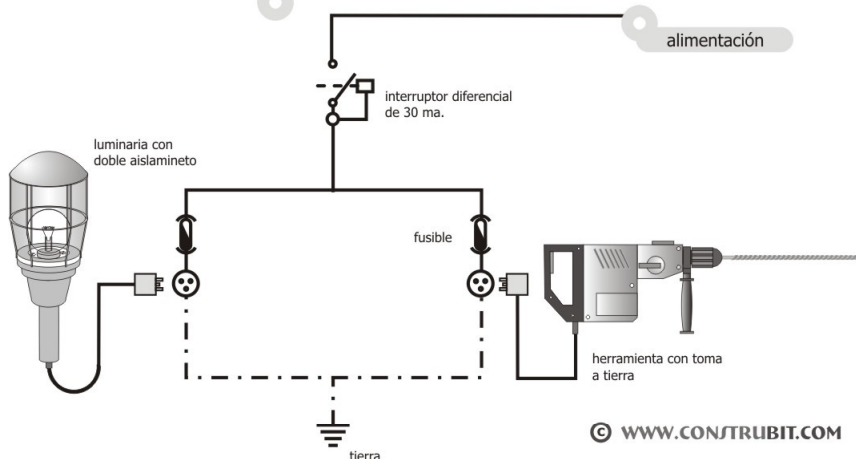 alimentación
interruptor diferencial
de 30 ma.
luminaria con
doble aislamineto
fusible
herramienta con toma
a tierra
tierra
© WWW.CONSTRUBIT.COM